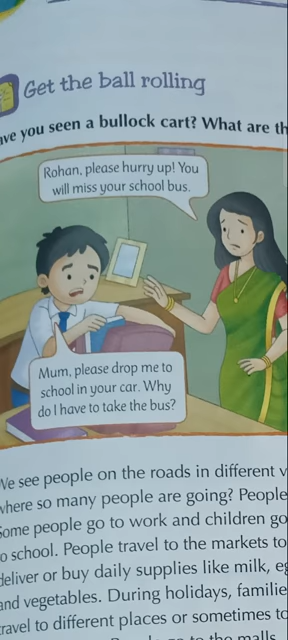 Get the ball rolling
you seen a bullock cart? What are
Rohan, please hurry up! You
will miss your school bus.
Mum, please drop me to
school in your car. Why
do I have to take the bus?
We see people on the roads in different
where so many people are going? People
Some people go to work and children go
to school. People travel to the markets to
deliver or buy daily supplies like milk,
and vegetables. During holidays,
travel to different places or sometimes to
to the malls